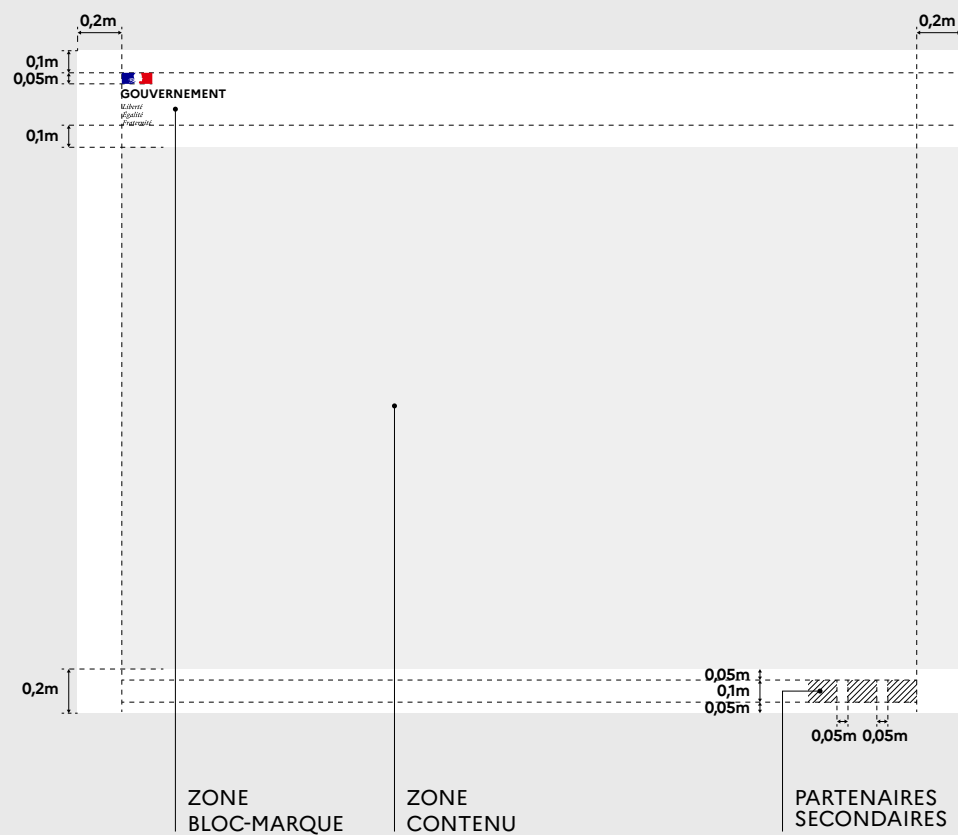 0,2m
0,2m
0,1m
0,05m
GOUVERNEMENT
Liberté
Égalité
Fraternité
0,1m
0,2m
0,05m
0,1m
0,05m
0,05m
0,05m
ZONE
BLOC-MARQUE
ZONE
CONTENU
PARTENAIRES
SECONDAIRES